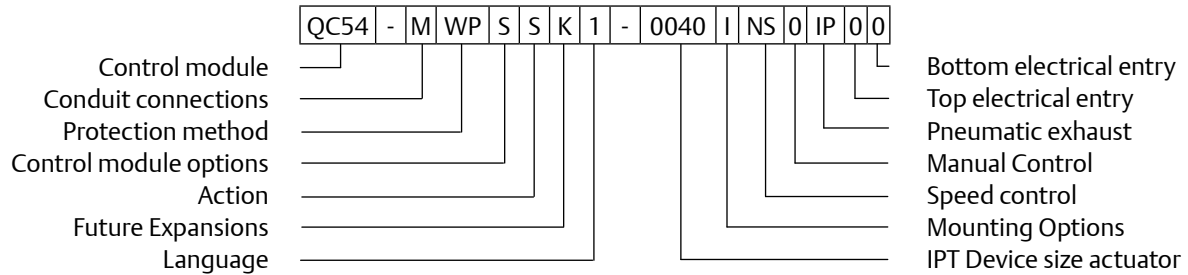 QC54 - M WP S S K 1 - 0040 I NS 0 IP 0 0
Control module
Conduit connections
Protection method
Control module options
Action
Future Expansions
Language
Bottom electrical entry
Top electrical entry
Pneumatic exhaust
Manual Control
Speed control
Mounting Options
IPT Device size actuator